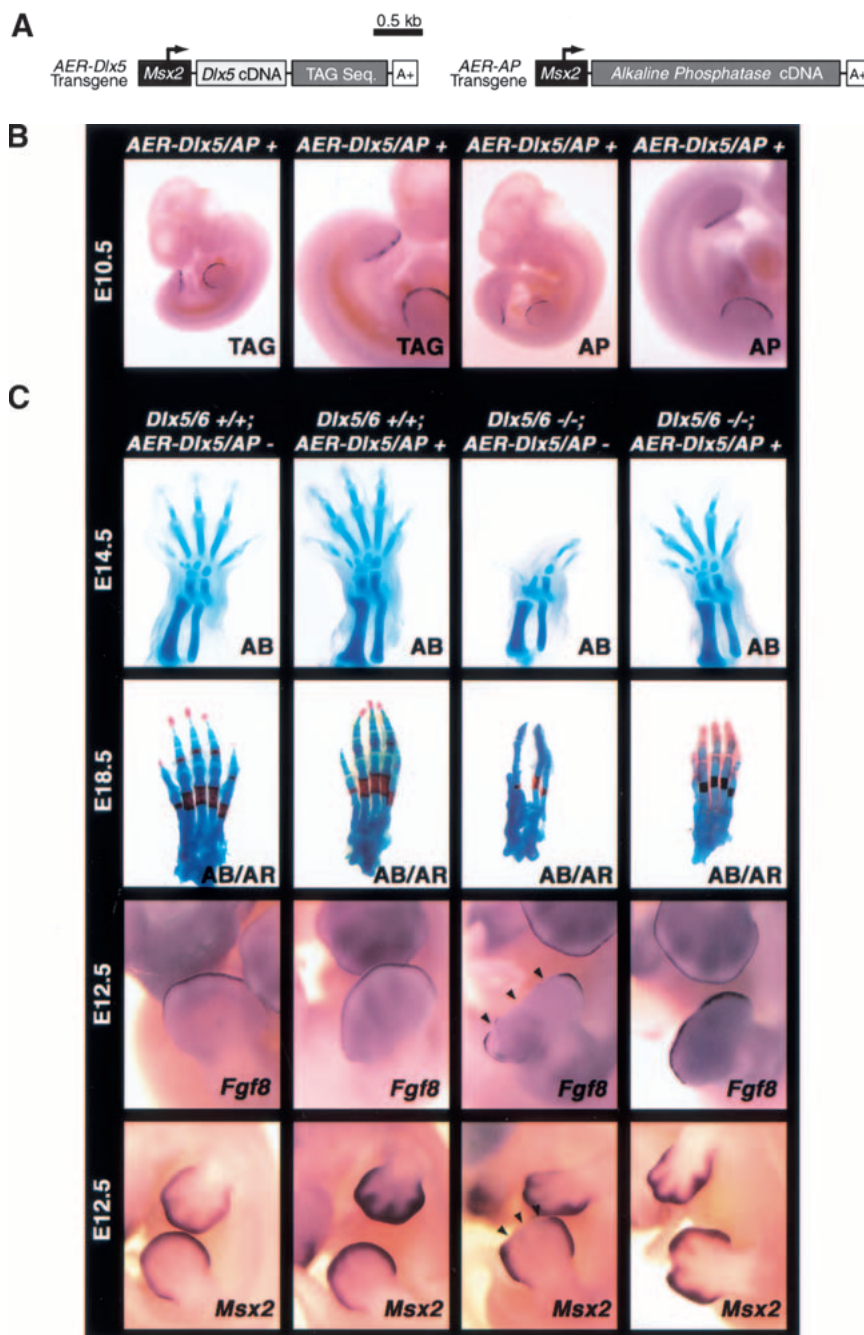 A
0.5 kb
AER-Dlx5 Transgene Msx2 Dlx5 cDNA TAG Seq. A+
AER-AP Transgene Msx2 Alkaline Phosphatase cDNA A+
B
AER-Dlx5/AP + AER-Dlx5/AP + AER-Dlx5/AP + AER-Dlx5/AP +
E10.5
TAG TAG AP AP
C
Dlx5/6 +/+; Dlx5/6 +/+; Dlx5/6 -/-; Dlx5/6 -/-;
AER-Dlx5/AP - AER-Dlx5/AP + AER-Dlx5/AP - AER-Dlx5/AP +
E14.5
AB AB AB AB
E18.5
AB/AR AB/AR AB/AR AB/AR
E12.5
Fgf8 Fgf8 Fgf8 Fgf8
E12.5
Msx2 Msx2 Msx2 Msx2